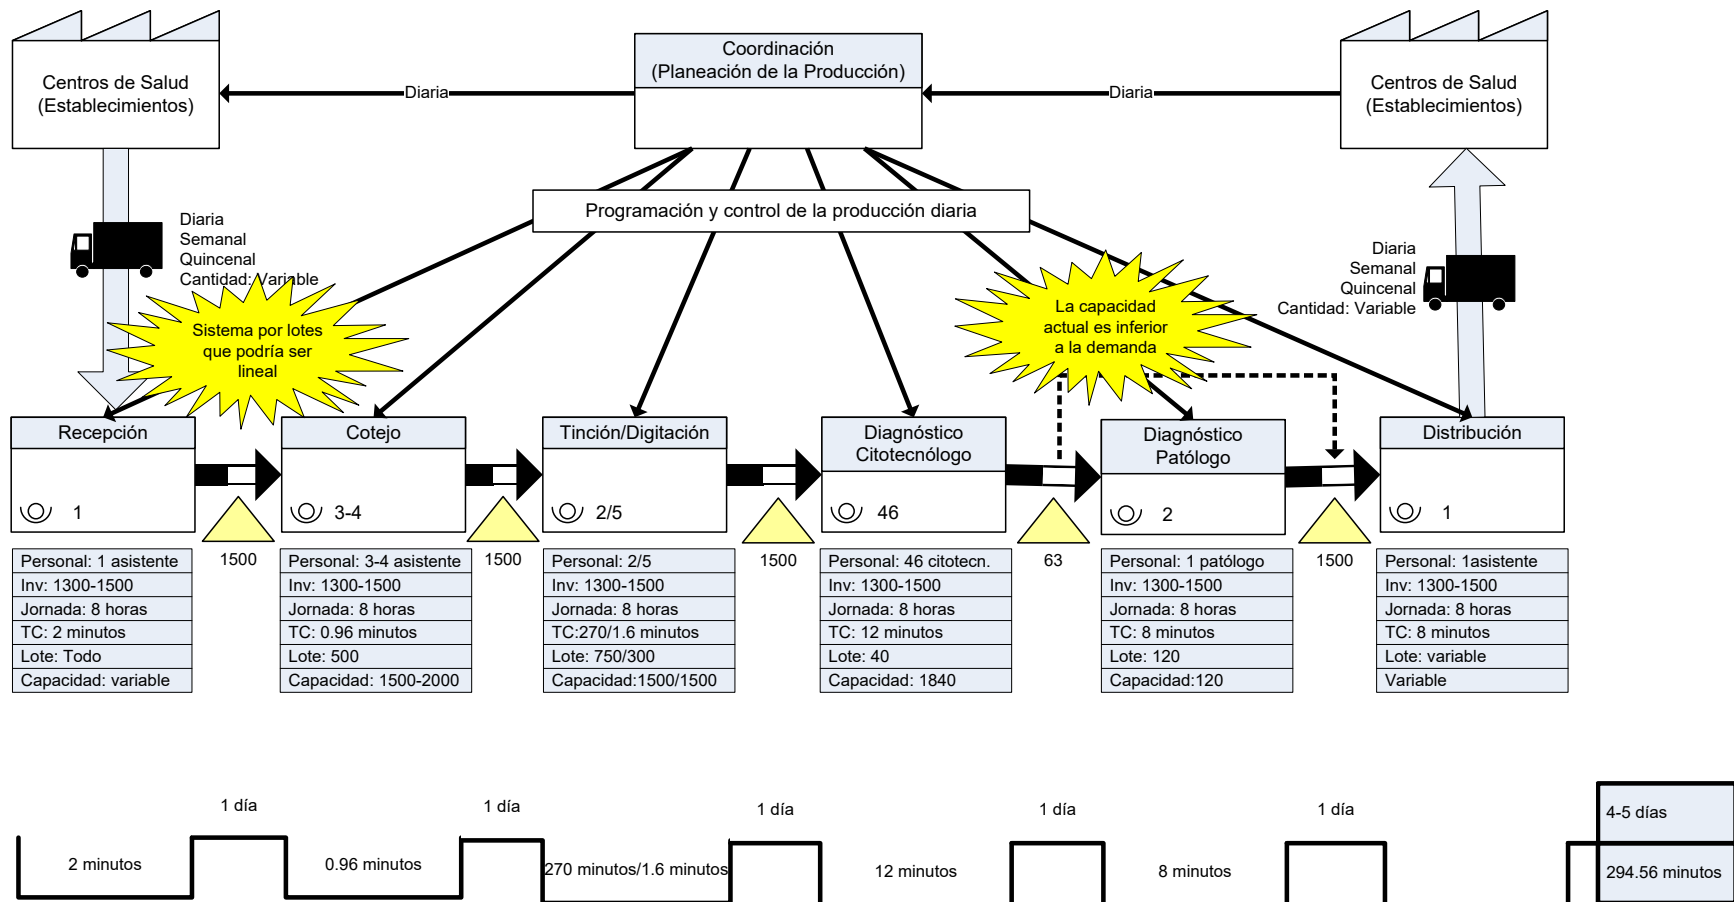 Centros de Salud
(Establecimientos)
Diaria
Coordinación
(Planeación de la Producción)
Diaria
Centros de Salud
(Establecimientos)
Programación y control de la producción diaria
Diaria
Semanal
Quincenal
Cantidad: Variable
Sistema por lotes
que podría ser
lineal
La capacidad
actual es inferior
a la demanda
Diaria
Semanal
Quincenal
Cantidad: Variable
Recepción
1
Cotejo
3-4
Tinción/Digitación
2/5
Diagnóstico
Citotecnólogo
46
Diagnóstico
Patólogo
2
Distribución
1
1500
1500
1500
63
1500
Personal: 1 asistente
Inv: 1300-1500
Jornada: 8 horas
TC: 2 minutos
Lote: Todo
Capacidad: variable
Personal: 3-4 asistente
Inv: 1300-1500
Jornada: 8 horas
TC: 0.96 minutos
Lote: 500
Capacidad: 1500-2000
Personal: 2/5
Inv: 1300-1500
Jornada: 8 horas
TC:270/1.6 minutos
Lote: 750/300
Capacidad:1500/1500
Personal: 46 citotecn.
Inv: 1300-1500
Jornada: 8 horas
TC: 12 minutos
Lote: 40
Capacidad: 1840
Personal: 1 patólogo
Inv: 1300-1500
Jornada: 8 horas
TC: 8 minutos
Lote: 120
Capacidad:120
Personal: 1asistente
Inv: 1300-1500
Jornada: 8 horas
TC: 8 minutos
Lote: variable
Variable
1 día
1 día
1 día
1 día
1 día
4-5 días
2 minutos
0.96 minutos
270 minutos/1.6 minutos
12 minutos
8 minutos
294.56 minutos